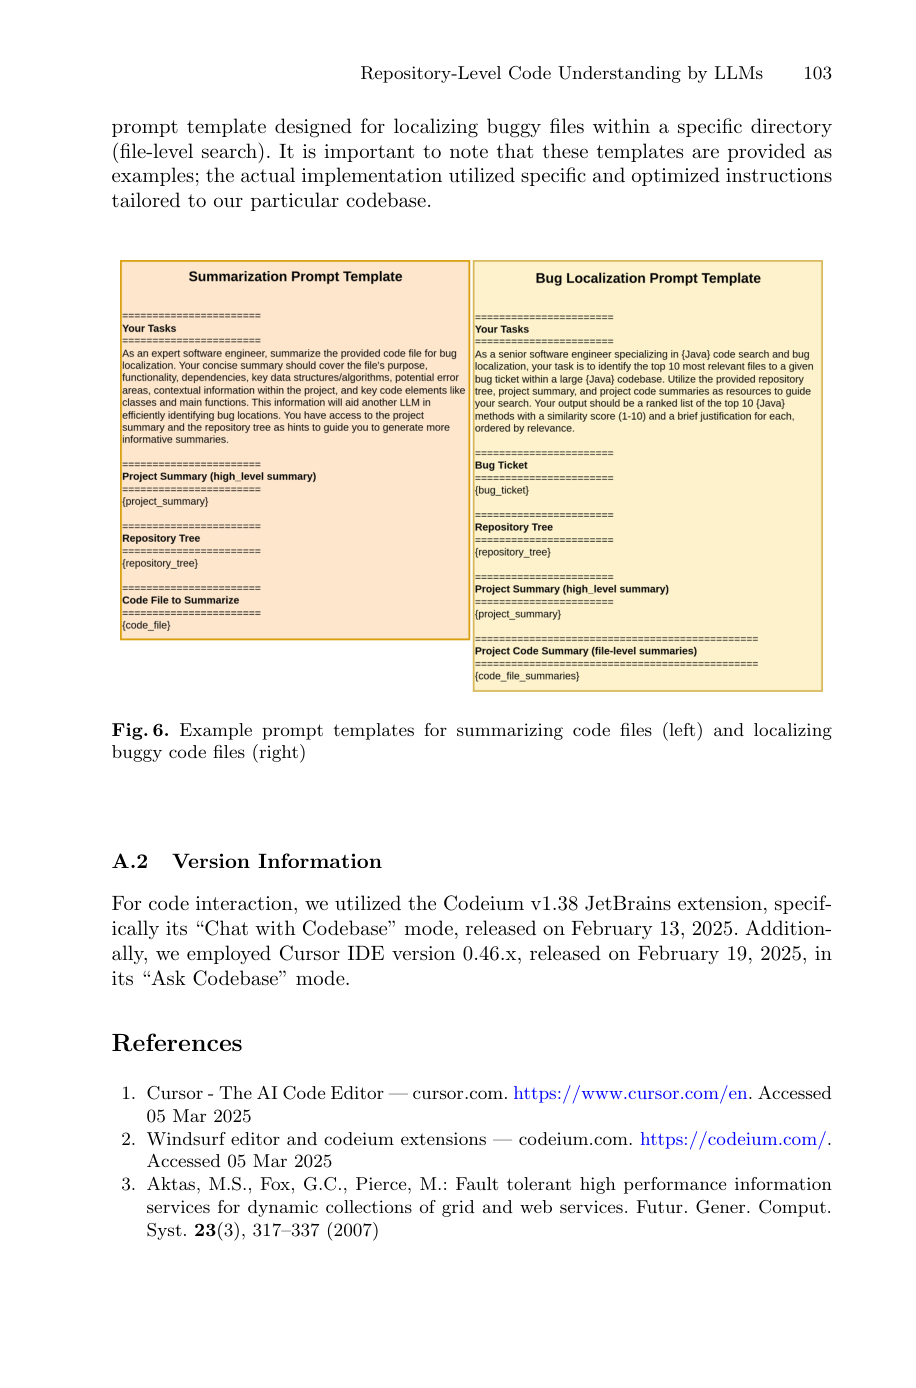 Repository-Level Code Understanding by LLMs 103
prompt template designed for localizing buggy files within a specific directory
(file-level search). It is important to note that these templates are provided as
examples; the actual implementation utilized specific and optimized instructions
tailored to our particular codebase.
Summarization Prompt Template
=======================
Your Tasks
=======================
As an expert software engineer, summarize the provided code file for bug
localization. Your concise summary should cover the file's purpose,
functionality, dependencies, key data structures/algorithms, potential error
areas, contextual information within the project, and key code elements like
classes and main functions. This information will aid another LLM in
efficiently identifying bug locations. You have access to the project
summary and the repository tree as hints to guide you to generate more
informative summaries.
=======================
Project Summary (high_level summary)
=======================
{project_summary}
=======================
Repository Tree
=======================
{repository_tree}
=======================
Code File to Summarize
=======================
{code_file}
Bug Localization Prompt Template
=======================
Your Tasks
=======================
As a senior software engineer specializing in {Java} code search and bug
localization, your task is to identify the top 10 most relevant files to a given
bug ticket within a large {Java} codebase. Utilize the provided repository
tree, project summary, and project code summaries as resources to guide
your search. Your output should be a ranked list of the top 10 {Java}
methods with a similarity score (1-10) and a brief justification for each,
ordered by relevance.
=======================
Bug Ticket
=======================
{bug_ticket}
=======================
Repository Tree
=======================
{repository_tree}
=======================
Project Summary (high_level summary)
=======================
{project_summary}
===============================================
Project Code Summary (file-level summaries)
===============================================
{code_file_summaries}
Fig. 6. Example prompt templates for summarizing code files (left) and localizing
buggy code files (right)
A.2 Version Information
For code interaction, we utilized the Codeium v1.38 JetBrains extension, specif-
ically its “Chat with Codebase” mode, released on February 13, 2025. Addition-
ally, we employed Cursor IDE version 0.46.x, released on February 19, 2025, in
its “Ask Codebase” mode.
References
1. Cursor - The AI Code Editor — cursor.com. https://www.cursor.com/en. Accessed
05 Mar 2025
2. Windsurf editor and codeium extensions — codeium.com. https://codeium.com/.
Accessed 05 Mar 2025
3. Aktas, M.S., Fox, G.C., Pierce, M.: Fault tolerant high performance information
services for dynamic collections of grid and web services. Futur. Gener. Comput.
Syst. 23(3), 317–337 (2007)